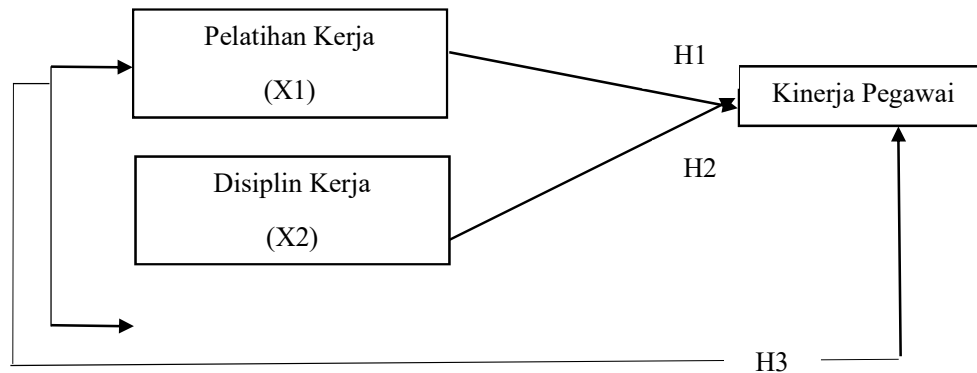 Pelatihan Kerja
(X1)
H1
Kinerja Pegawai
Disiplin Kerja
(X2)
H2
H3